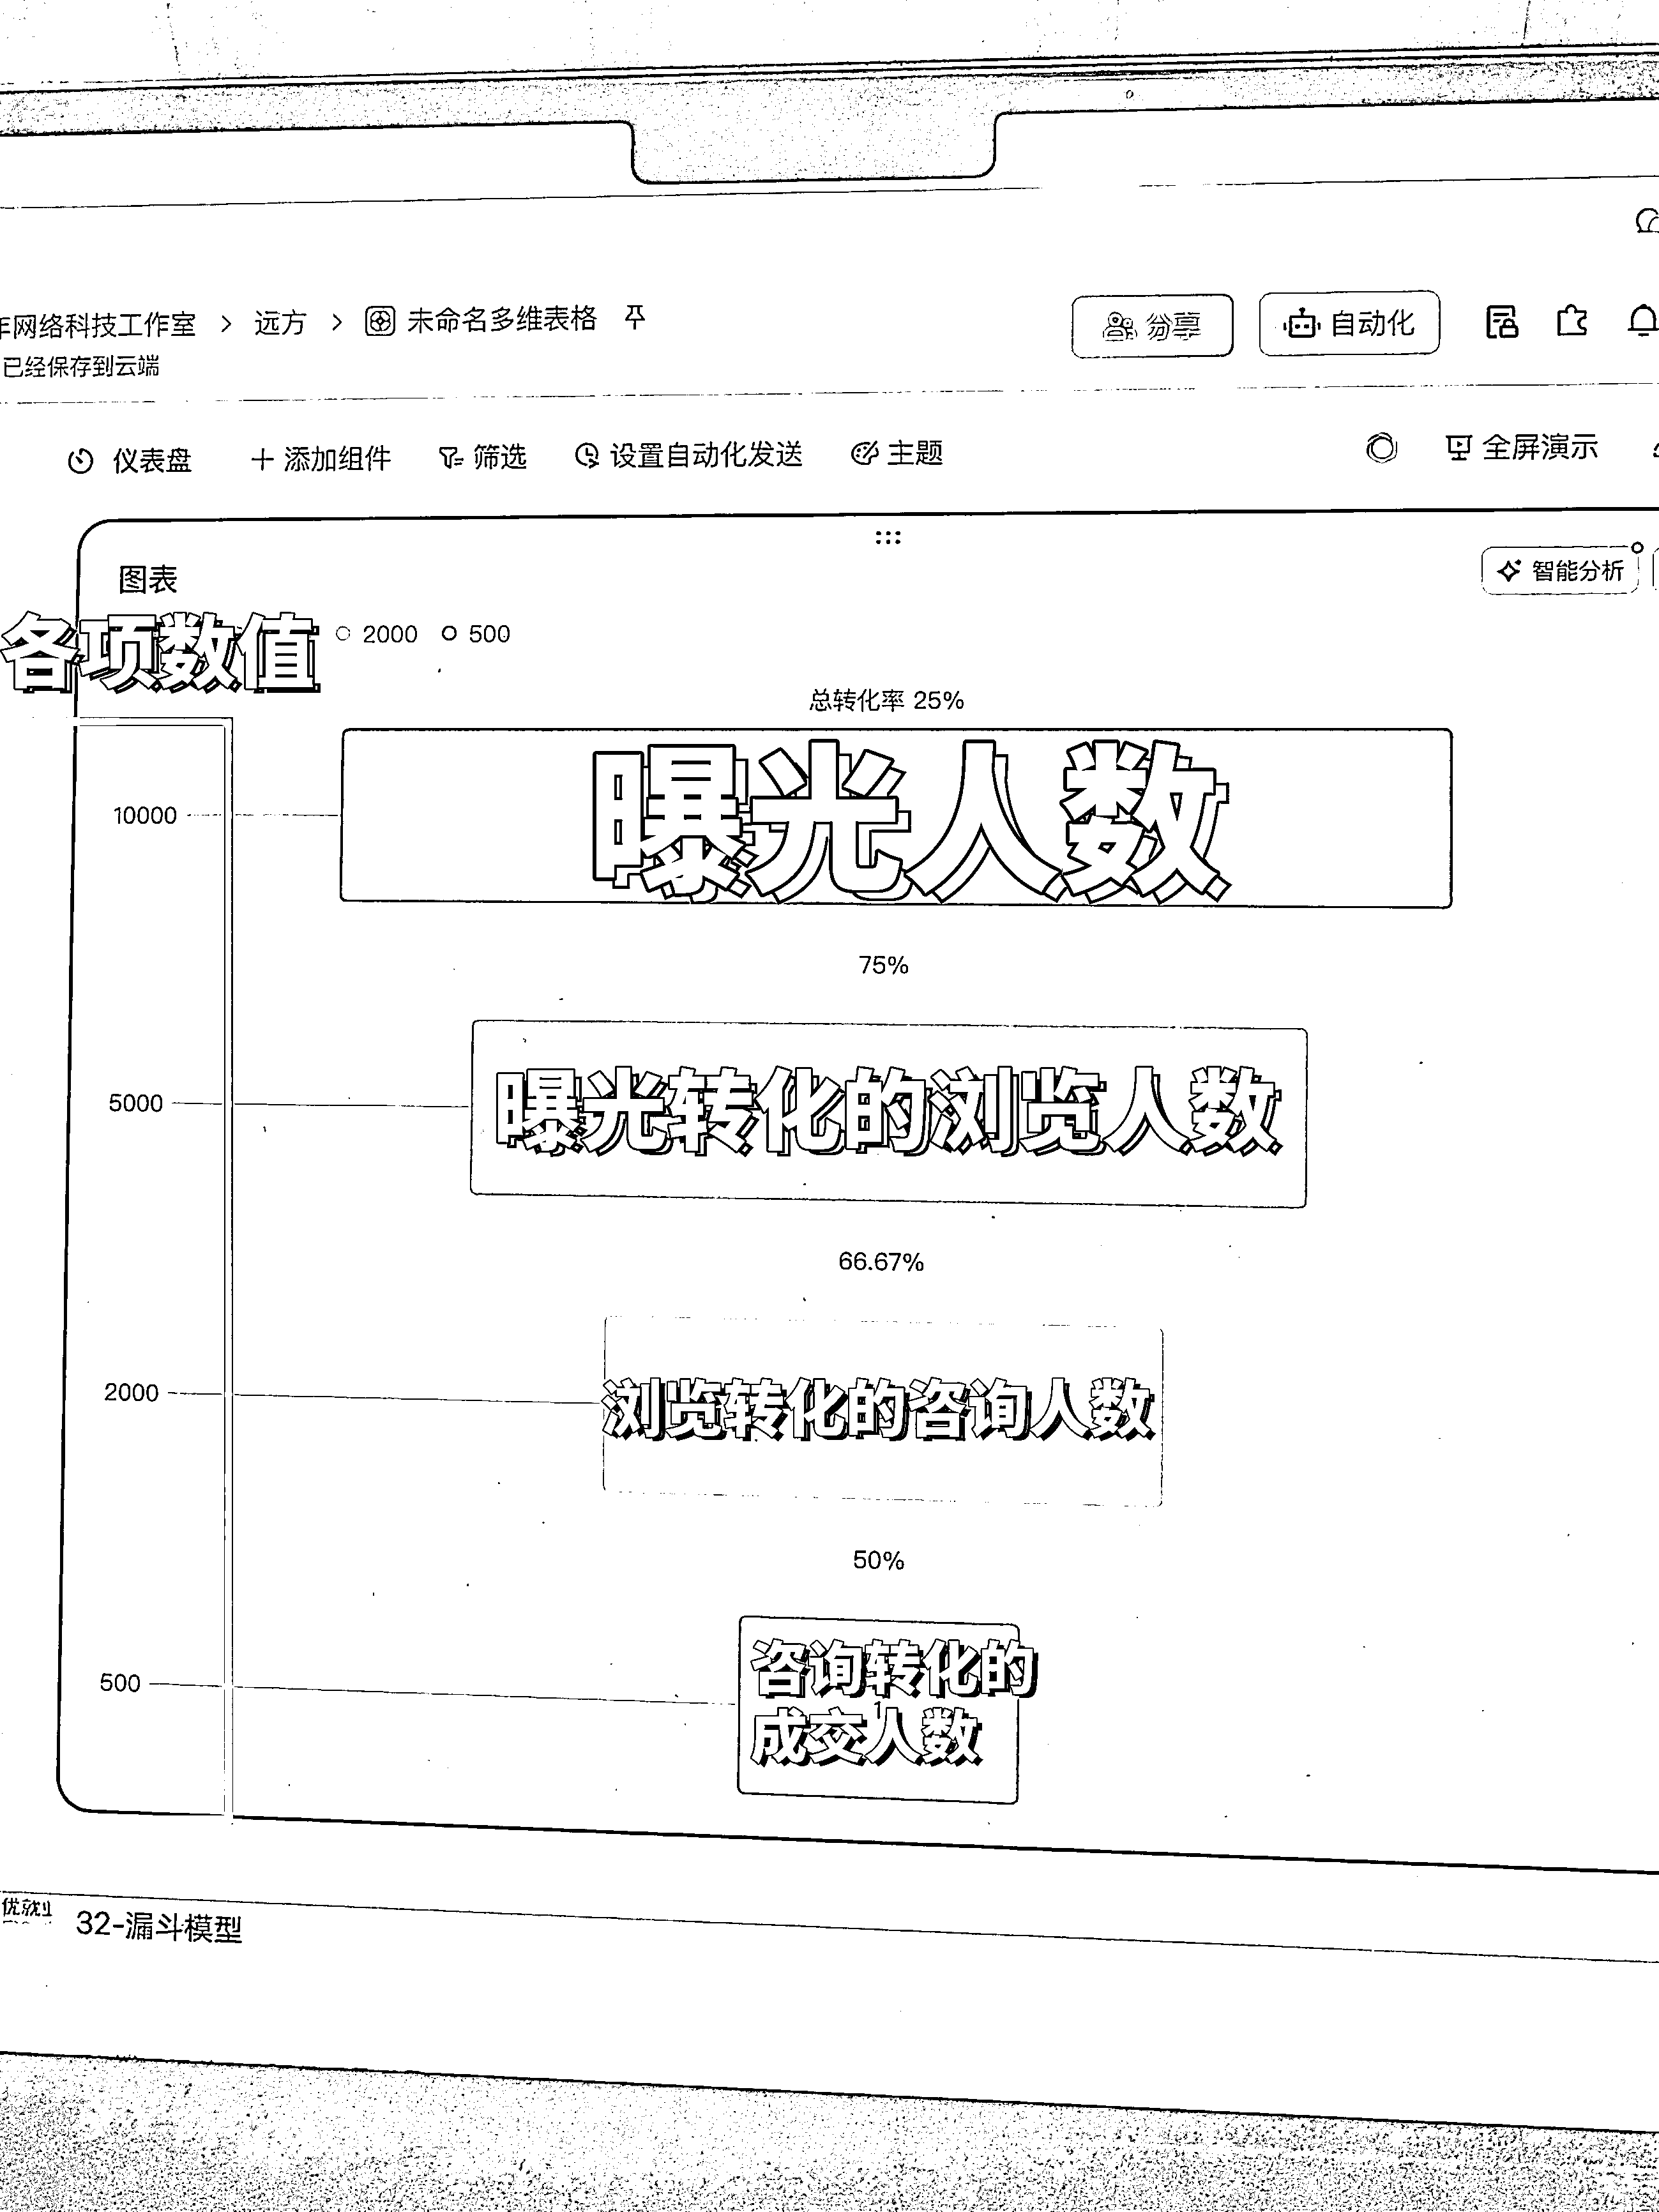 年网络科技工作室 > 远方 > 未命名多维表格
分享
自动化
已经保存到云端
仪表盘
添加组件
筛选
设置自动化发送
主题
全屏演示
图表
智能分析
各项数值
2000
500
总转化率 25%
10000
曝光人数
75%
5000
曝光转化的浏览人数
66.67%
2000
浏览转化的咨询人数
50%
500
咨询转化的
成交人数
优就业
32-漏斗模型